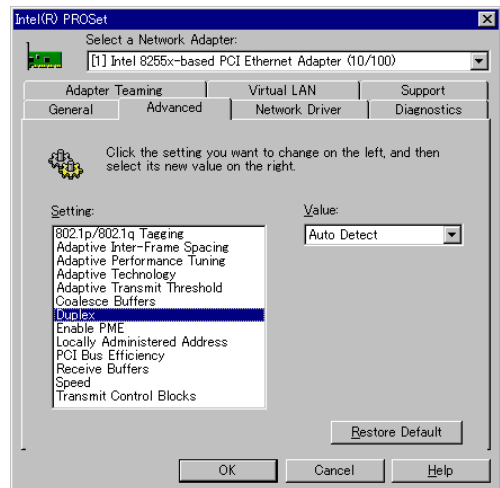 Intel(R) PROSet
Select a Network Adapter:
[1] Intel 8255x-based PCI Ethernet Adapter (10/100)
Adapter Teaming
Virtual LAN
Support
General
Advanced
Network Driver
Diagnostics
Click the setting you want to change on the left, and then
select its new value on the right.
Setting:
802.1p/802.1q Tagging
Adaptive Inter-Frame Spacing
Adaptive Performance Tuning
Adaptive Technology
Adaptive Transmit Threshold
Coalesce Buffers
Duplex
Enable PME
Locally Administered Address
PCI Bus Efficiency
Receive Buffers
Speed
Transmit Control Blocks
Value:
Auto Detect
Restore Default
OK
Cancel
Help